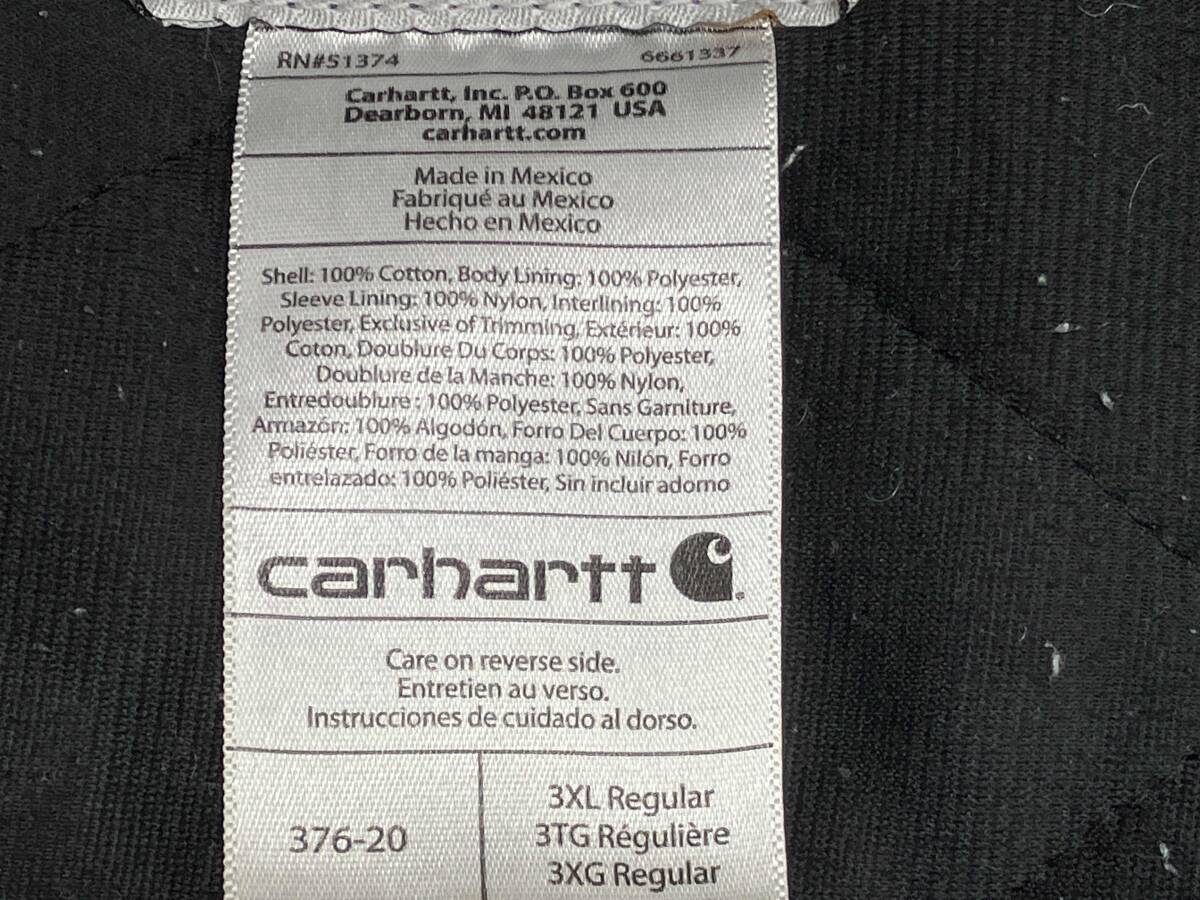 RN#51374 6661337
Carhartt, Inc. P.O. Box 600
Dearborn, MI 48121 USA
carhartt.com
Made in Mexico
Fabriqué au Mexico
Hecho en Mexico
Shell: 100% Cotton, Body Lining: 100% Polyester,
Sleeve Lining: 100% Nylon, Interlining: 100%
Polyester, Exclusive of Trimming, Extérieur: 100%
Coton, Doublure Du Corps: 100% Polyester,
Doublure de la Manche: 100% Nylon,
Entredoublure : 100% Polyester, Sans Garniture,
Armazón: 100% Algodón, Forro Del Cuerpo: 100%
Poliéster, Forro de la manga: 100% Nilón, Forro
entrelazado: 100% Poliéster, Sin incluir adorno
carhartt
Care on reverse side.
Entretien au verso.
Instrucciones de cuidado al dorso.
376-20
3XL Regular
3TG Régulière
3XG Regular